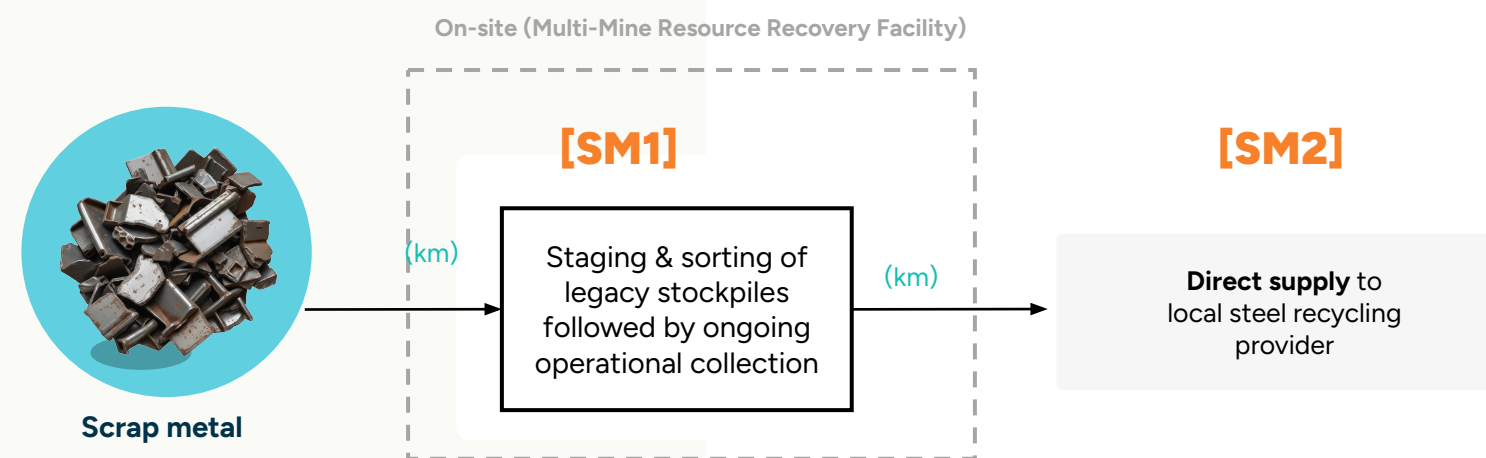 On-site (Multi-Mine Resource Recovery Facility)
[SM1]
[SM2]
(km)
Staging & sorting of
legacy stockpiles
followed by ongoing
operational collection
(km)
Direct supply to
local steel recycling
provider
Scrap metal